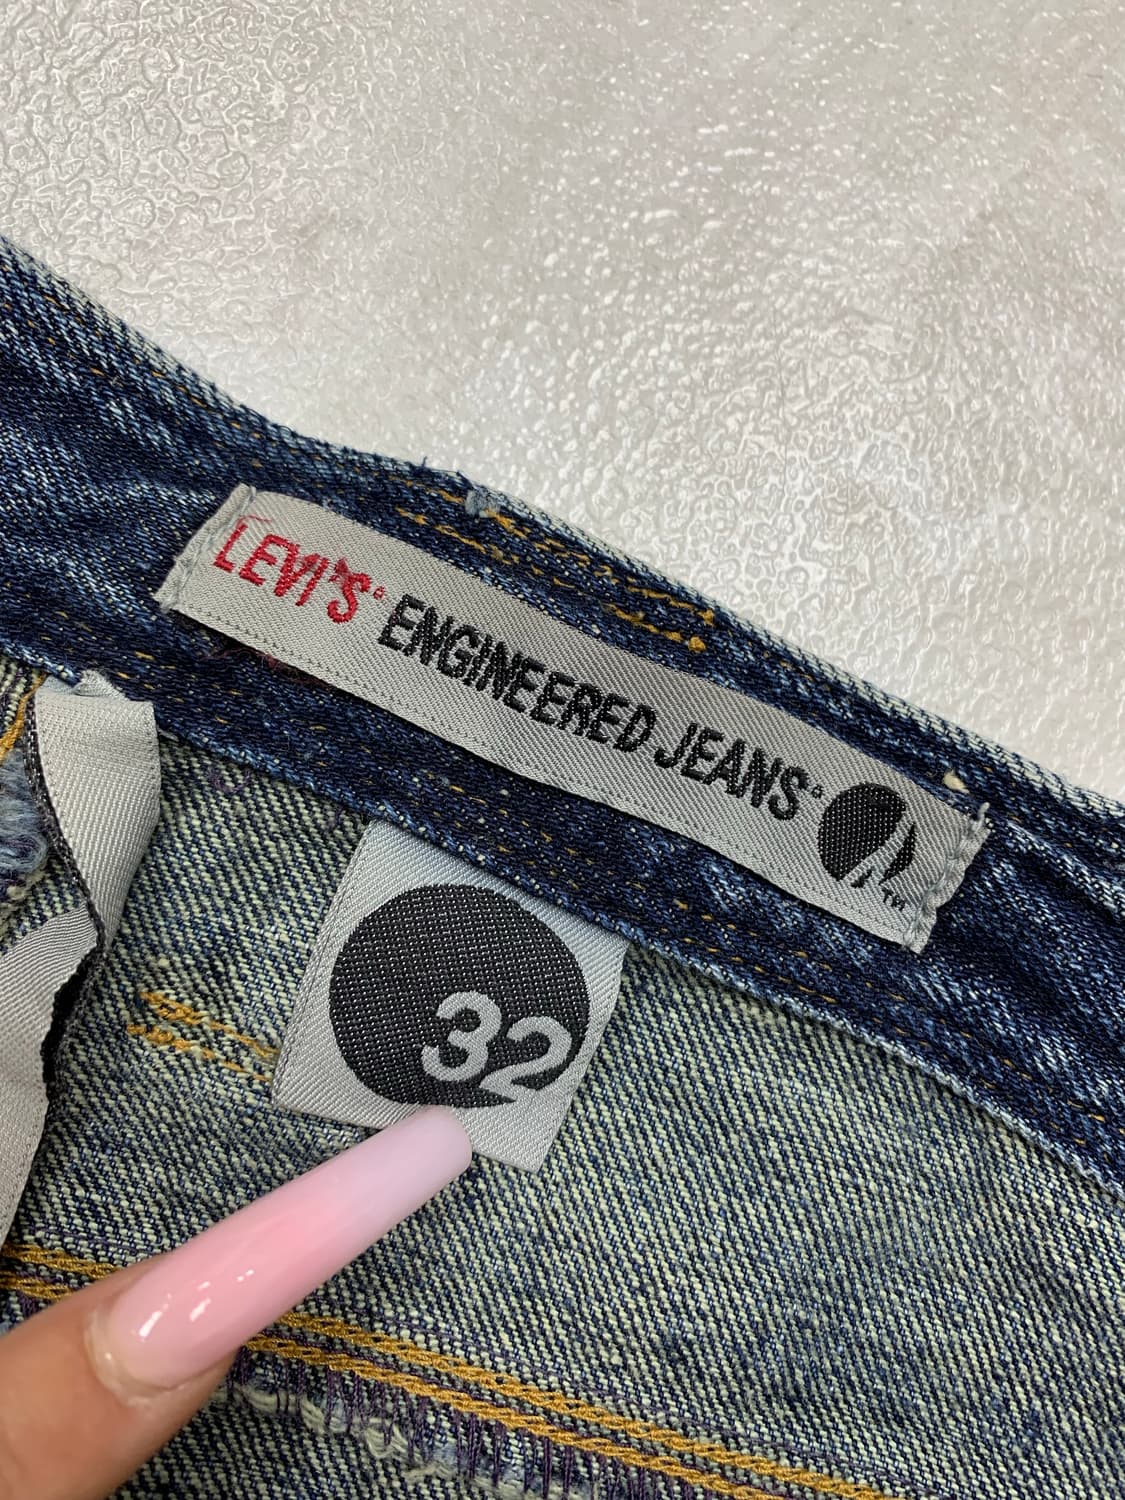 LEVI'S® ENGINEERED JEANS® ™
32